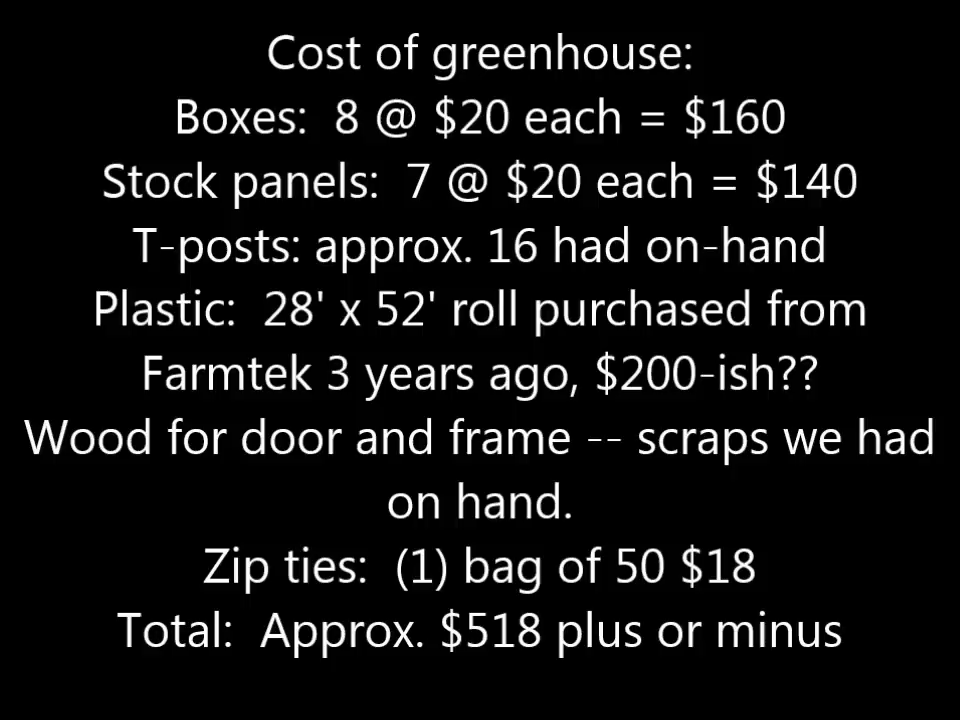 Cost of greenhouse:
Boxes:  8 @ $20 each = $160
Stock panels:  7 @ $20 each = $140
T-posts: approx. 16 had on-hand
Plastic:  28' x 52' roll purchased from
Farmtek 3 years ago, $200-ish??
Wood for door and frame -- scraps we had
on hand.
Zip ties:  (1) bag of 50 $18
Total:  Approx. $518 plus or minus